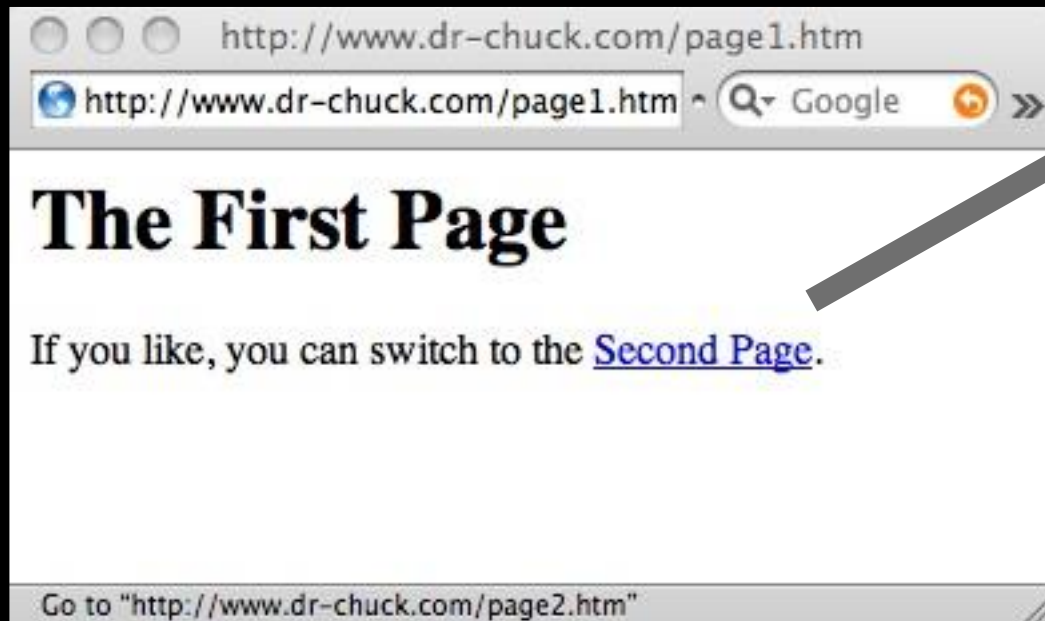 http://www.dr-chuck.com/page1.htm
http://www.dr-chuck.com/page1.htm Google
The First Page
If you like, you can switch to the Second Page.
Go to "http://www.dr-chuck.com/page2.htm"